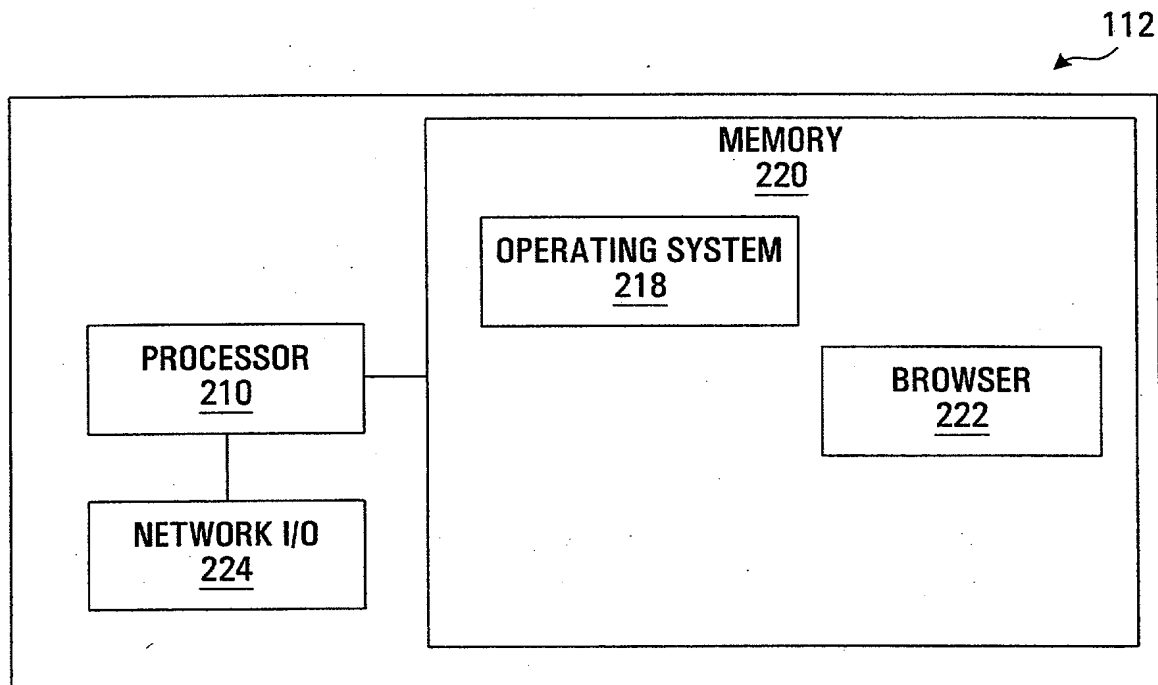 112
MEMORY
220
OPERATING SYSTEM
218
PROCESSOR
210
BROWSER
222
NETWORK I/O
224